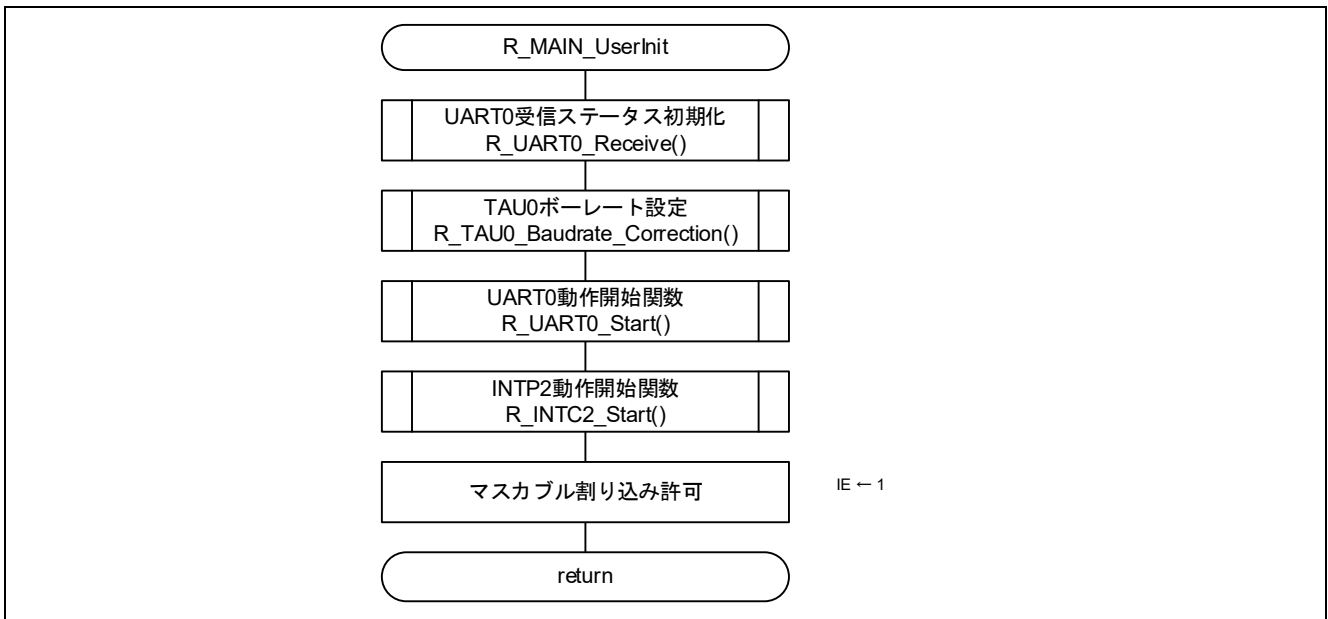 R_MAIN_UserInit
UART0受信ステータス初期化
R_UART0_Receive()
TAU0ボーレート設定
R_TAU0_Baudrate_Correction()
UART0動作開始関数
R_UART0_Start()
INTP2動作開始関数
R_INTC2_Start()
マスカブル割り込み許可
IE ← 1
return